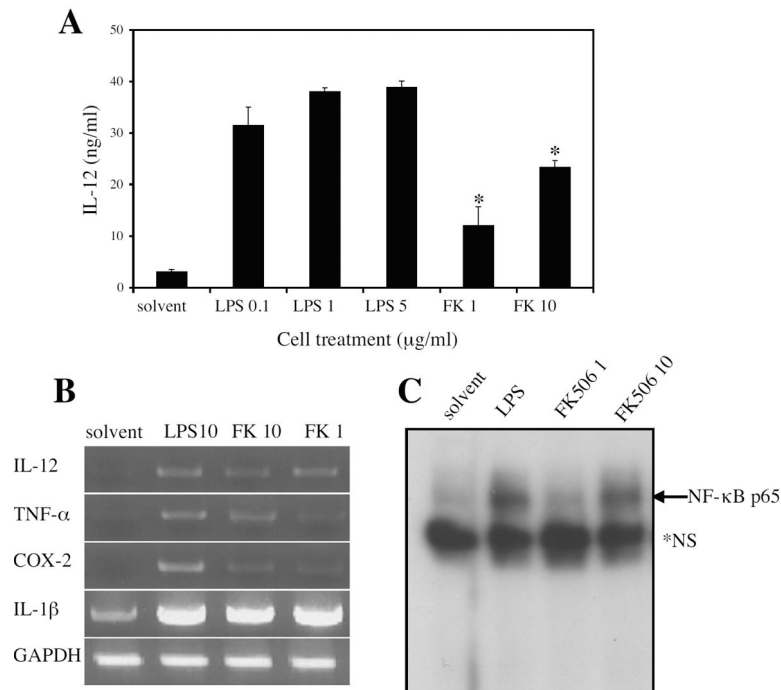 A
50
40
30
20
10
0
IL-12
(ng/ml)
* *
solvent LPS 0.1 LPS 1 LPS 5 FK 1 FK 10
Cell treatment (μg/ml)
B
solvent LPS10 FK 10 FK 1
IL-12
TNF-α
COX-2
IL-1β
GAPDH
C
solvent LPS FK506 1 FK506 10
NF-κB p65
*NS